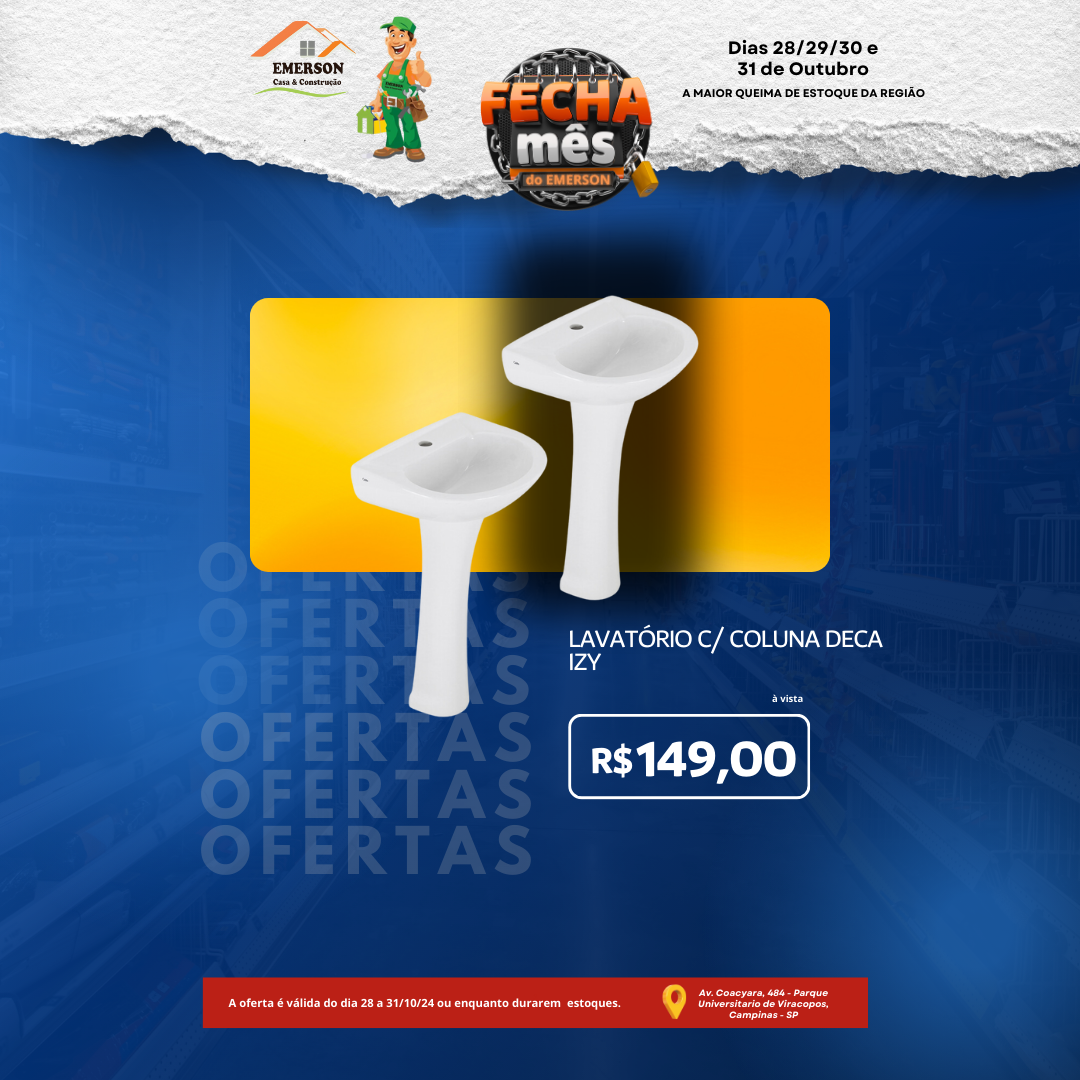 EMERSON
Casa & Construção
FECHA
mês
do EMERSON
Dias 28/29/30 e
31 de Outubro
A MAIOR QUEIMA DE ESTOQUE DA REGIÃO
OFERTAS
OFERTAS
OFERTAS
OFERTAS
OFERTAS
OFERTAS
LAVATÓRIO C/ COLUNA DECA
IZY
à vista
R$149,00
A oferta é válida do dia 28 a 31/10/24 ou enquanto durarem  estoques.
Av. Coacyara, 484 - Parque
Universitario de Viracopos,
Campinas - SP